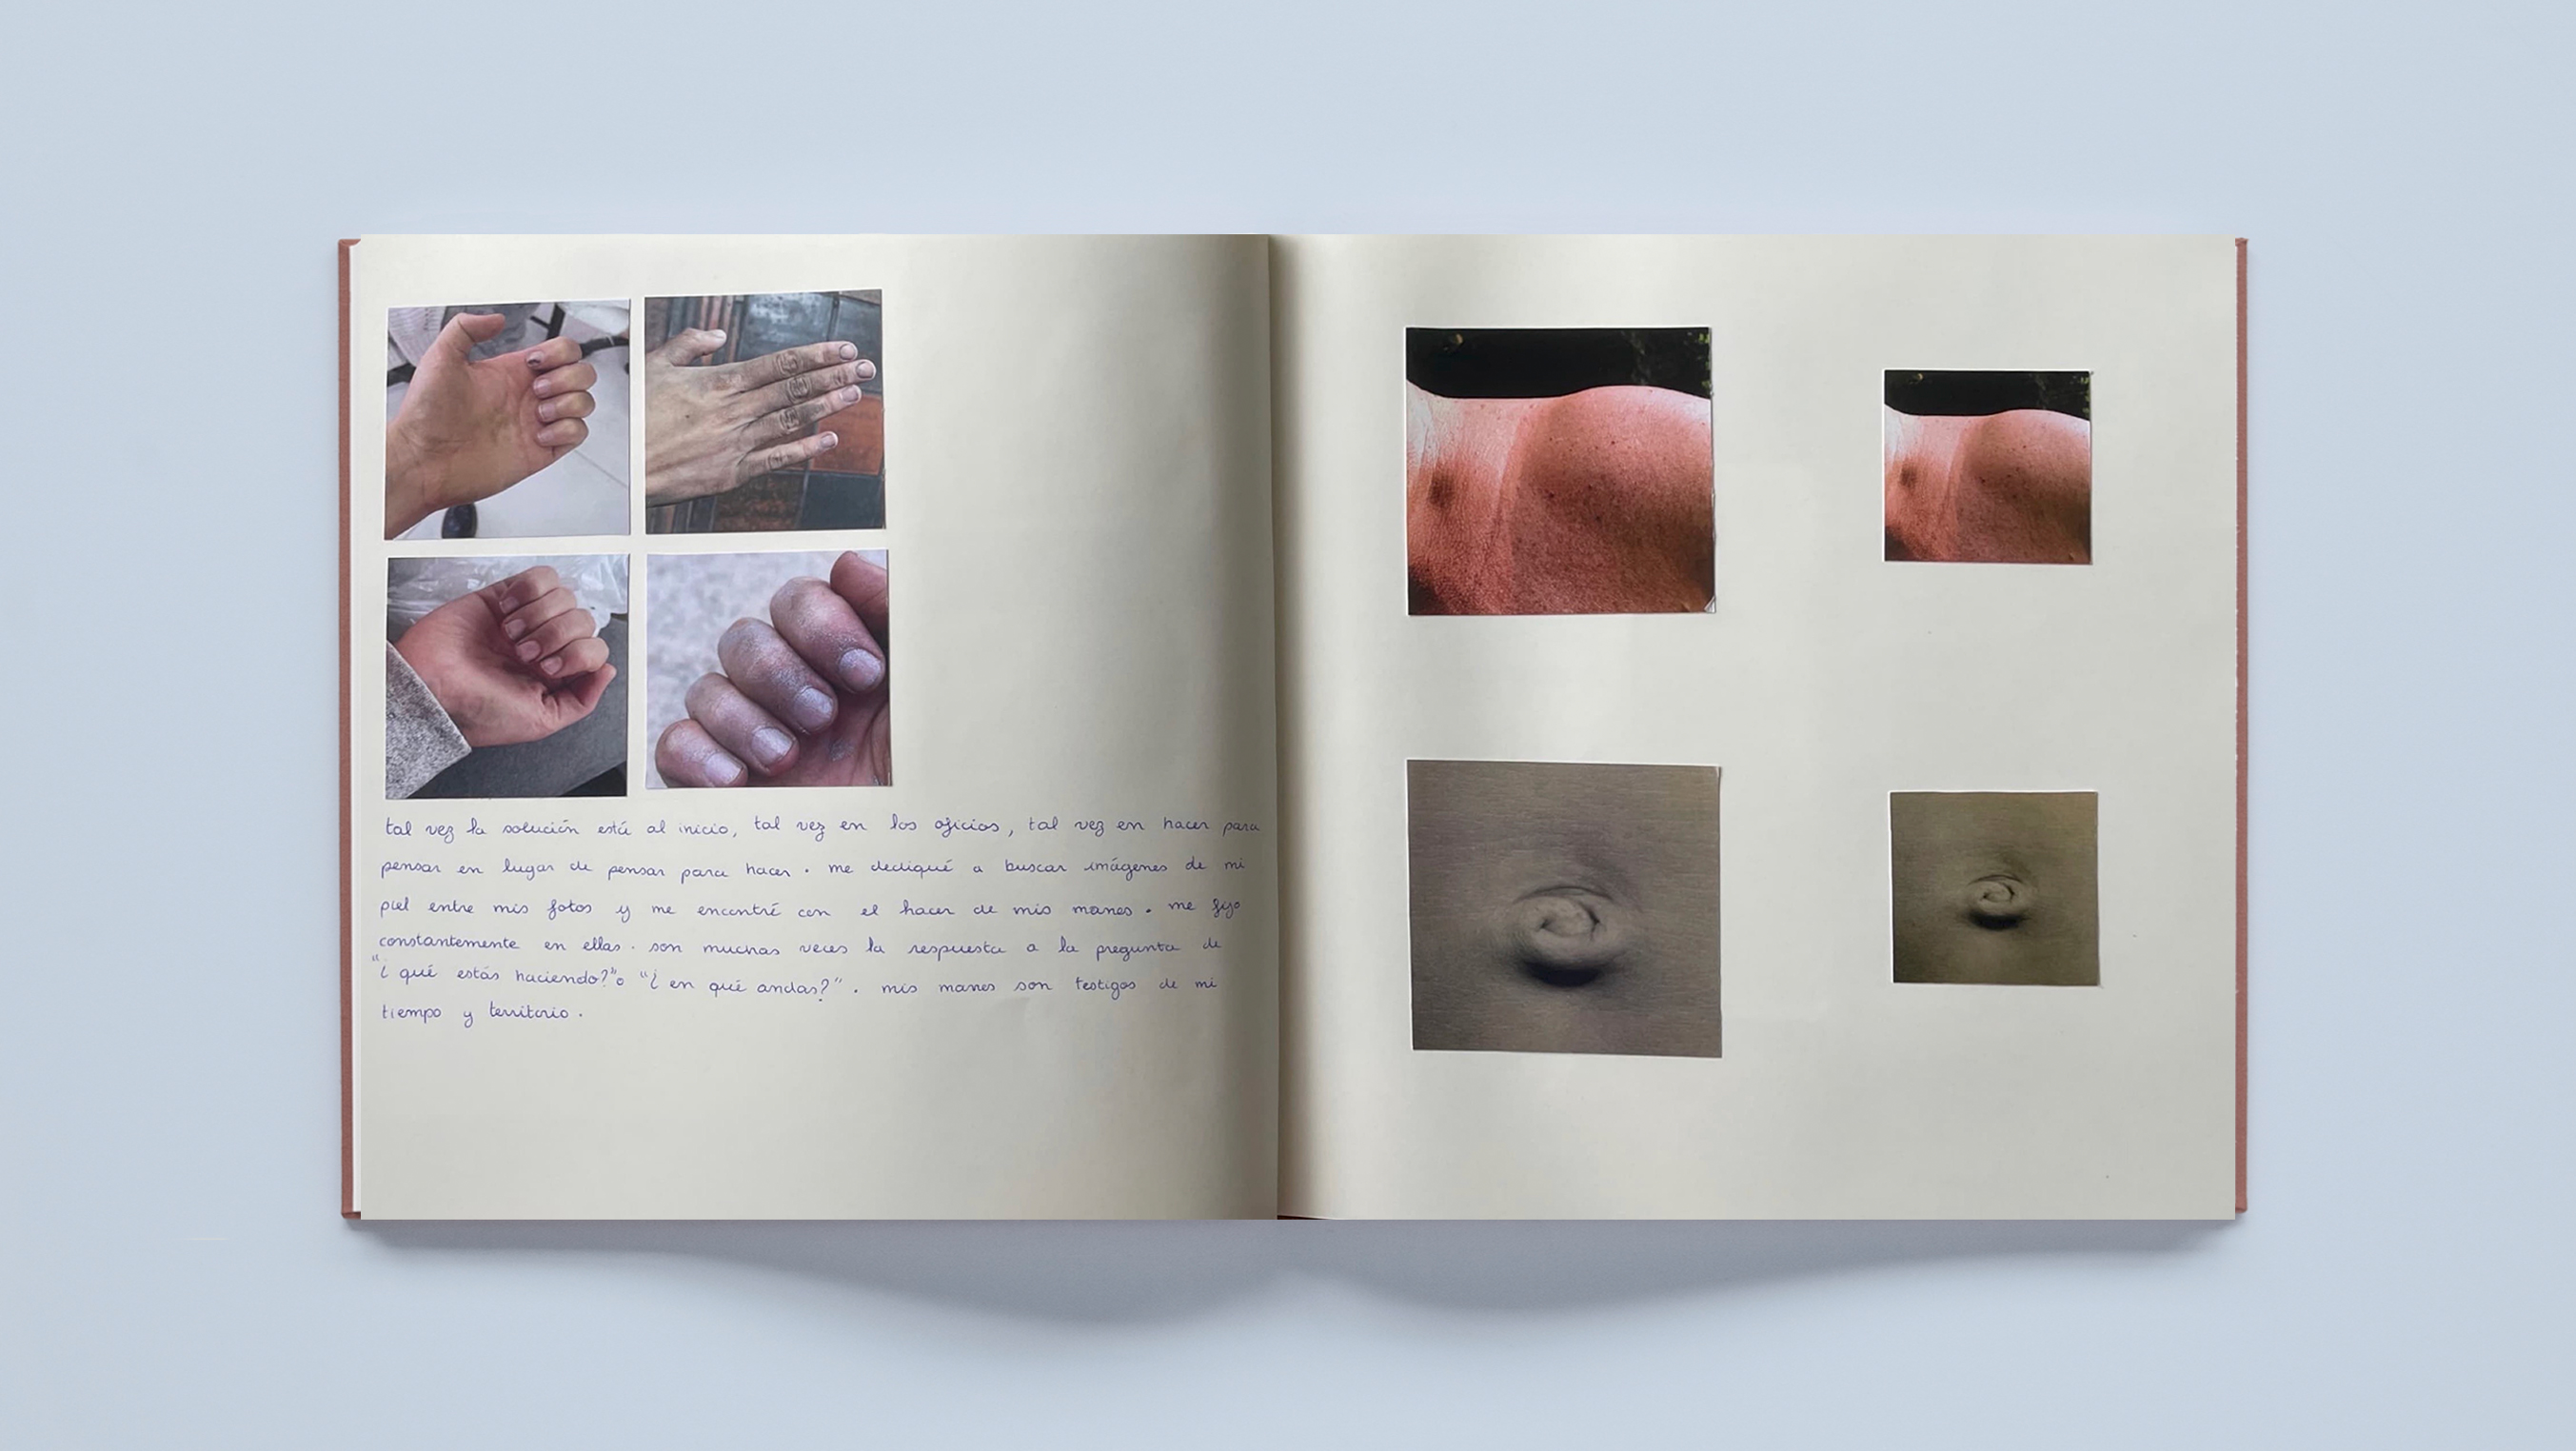 tal vez la solución está al inicio, tal vez en los oficios, tal vez en hacer para
pensar en lugar de pensar para hacer. me dediqué a buscar imágenes de mi
piel entre mis fotos y me encontré con el hacer de mis manos. me fijo
constantemente en ellas. son muchas veces la respuesta a la pregunta de
"¿qué estás haciendo?" o "¿en qué andas?". mis manos son testigos de mi
tiempo y territorio.